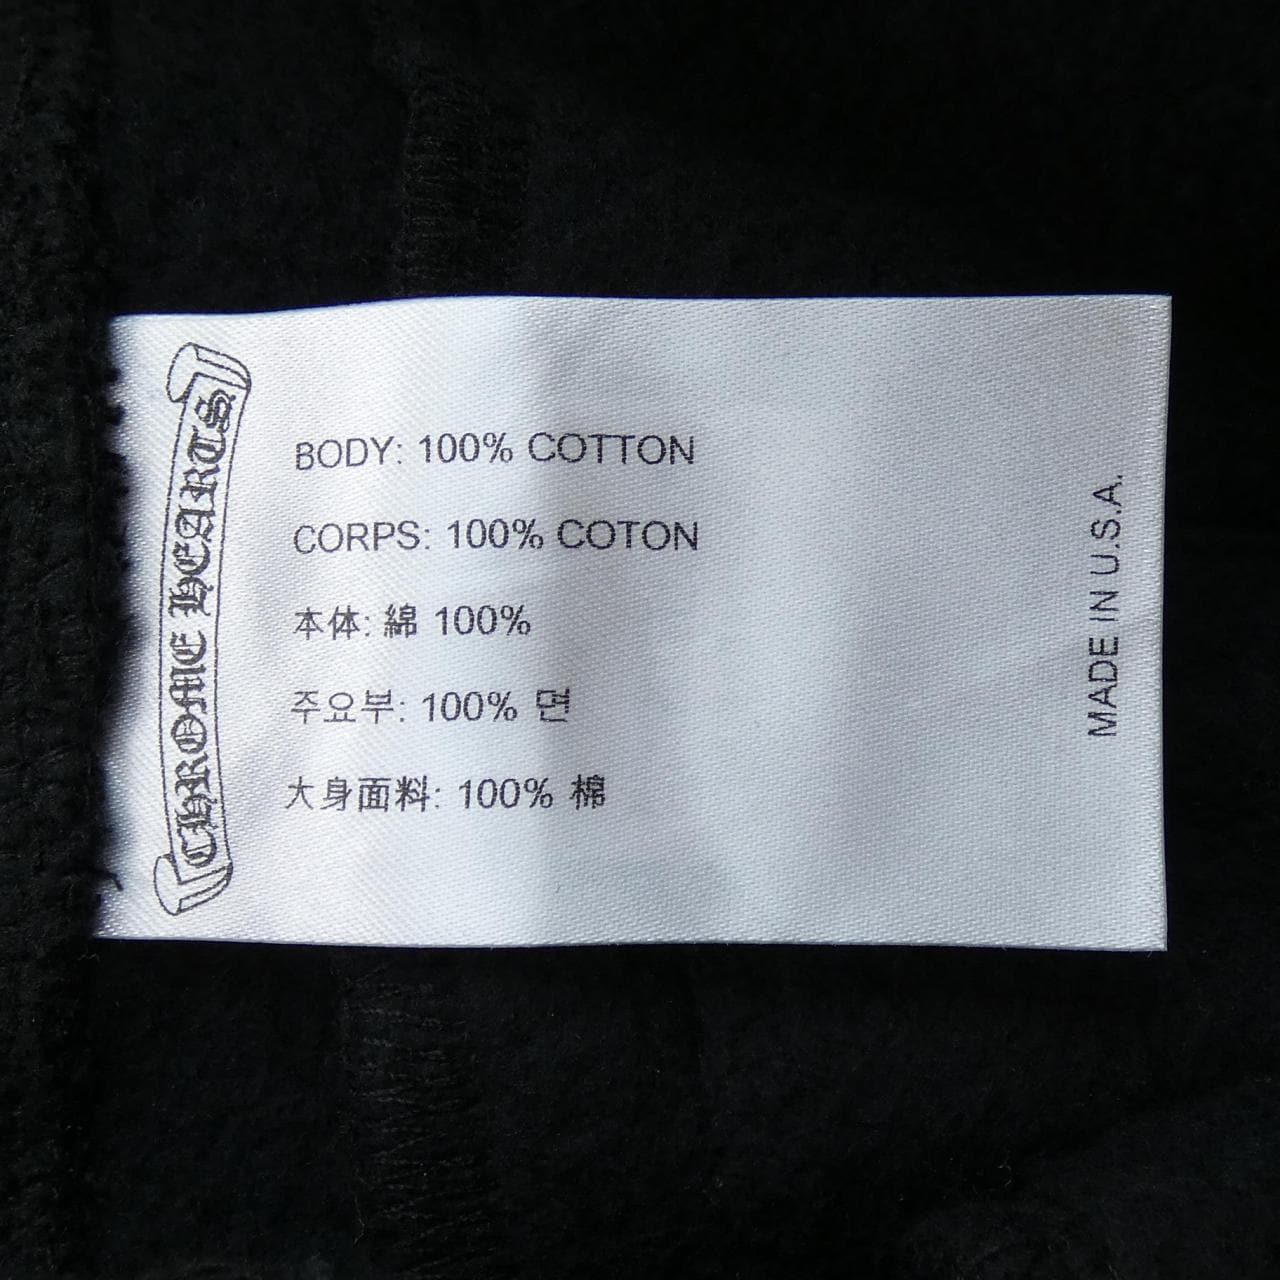 CHROME HEARTS
BODY: 100% COTTON
CORPS: 100% COTON
本体: 綿 100%
주요부: 100% 면
大身面料: 100% 棉
MADE IN U.S.A.